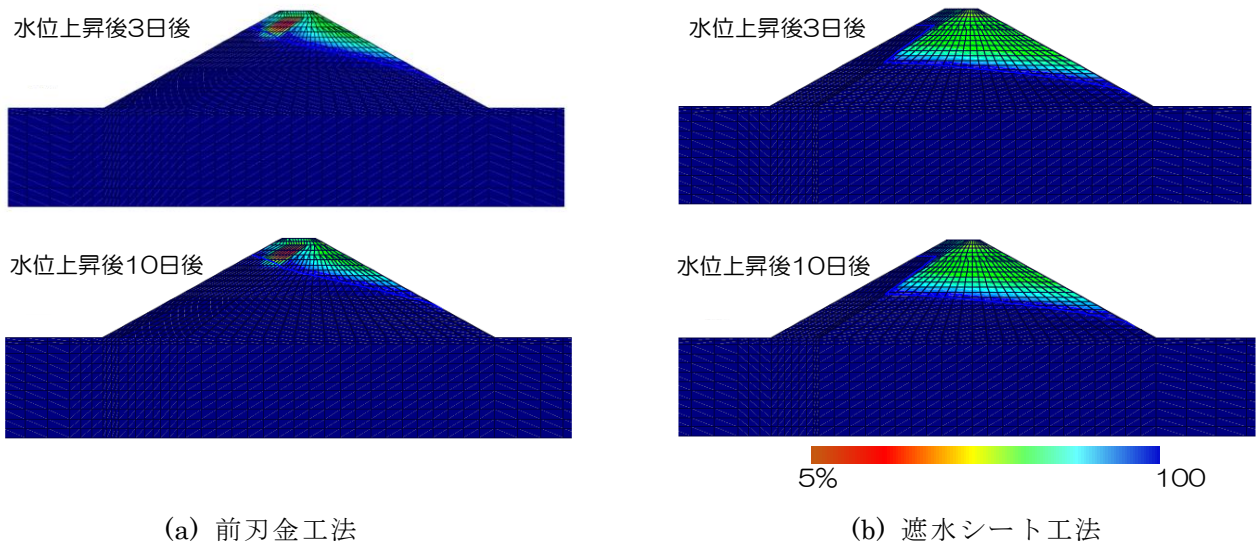 水位上昇後3日後
水位上昇後3日後
水位上昇後10日後
水位上昇後10日後
5% 100
(a) 前刃金工法
(b) 遮水シート工法